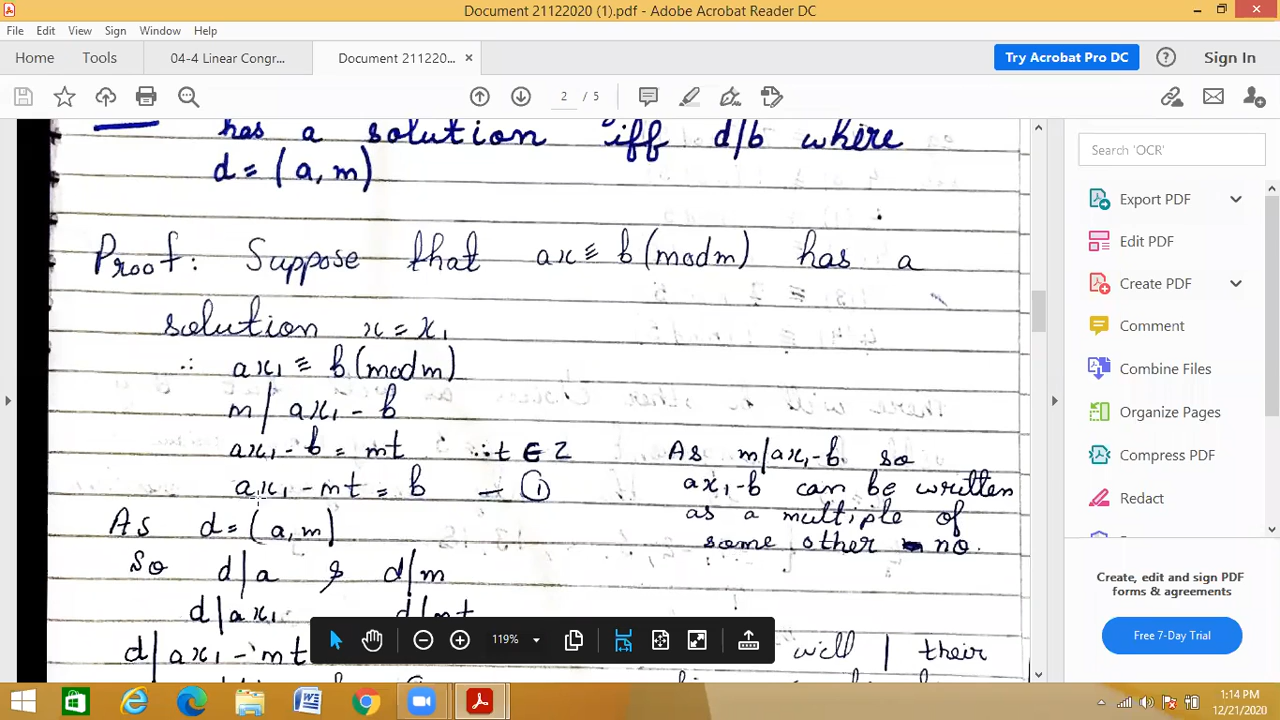 Document 21122020 (1).pdf - Adobe Acrobat Reader DC
File Edit View Sign Window Help
Home Tools 04-4 Linear Congr... Document 211220... × Try Acrobat Pro DC Sign In
2 / 5
has a solution iff d/b where
d = (a, m)
Proof: Suppose that ax ≡ b (mod m) has a
solution x = x₁
∴ ax₁ ≡ b (mod m)
m | ax₁ - b
ax₁ - b = mt ∵ t ∈ Z
ax₁ - mt = b — ①
As m/ax₁-b so
ax₁-b can be written
as a multiple of
some other no.
As d = (a, m)
So d|a & d|m
d|ax₁ d|mt
d|ax₁ - mt
will | their
119%
Search 'OCR'
Export PDF
Edit PDF
Create PDF
Comment
Combine Files
Organize Pages
Compress PDF
Redact
Create, edit and sign PDF
forms & agreements
Free 7-Day Trial
1:14 PM
12/21/2020